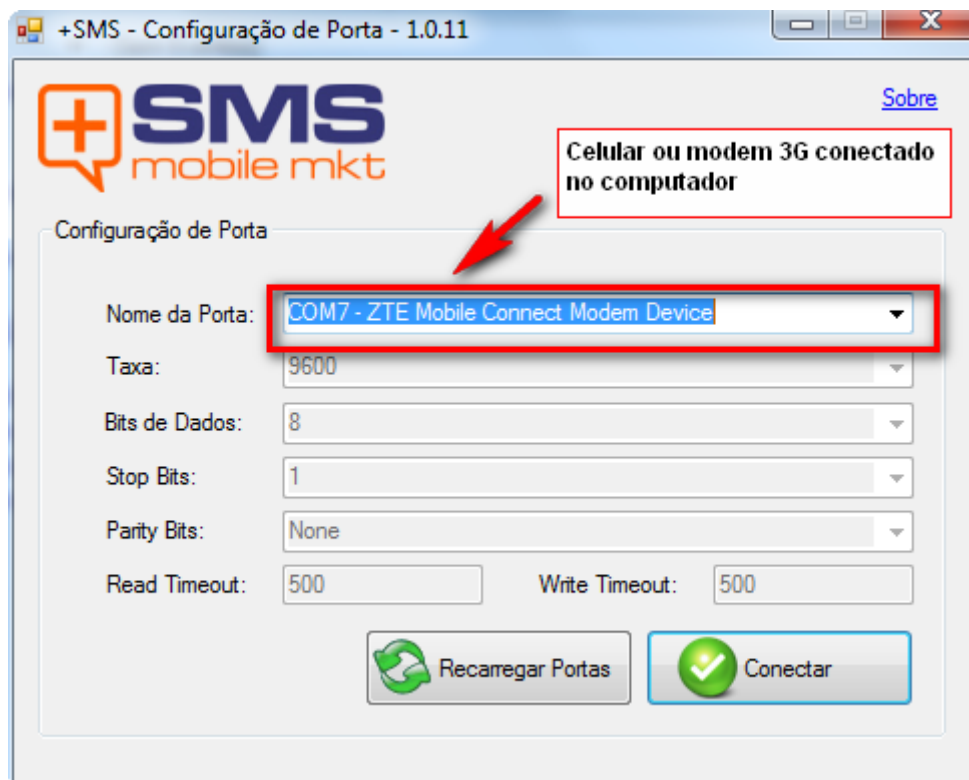 +SMS - Configuração de Porta - 1.0.11
+SMS
mobile mkt
Sobre
Celular ou modem 3G conectado
no computador
Configuração de Porta
Nome da Porta: COM7 - ZTE Mobile Connect Modem Device
Taxa: 9600
Bits de Dados: 8
Stop Bits: 1
Parity Bits: None
Read Timeout: 500 Write Timeout: 500
Recarregar Portas Conectar